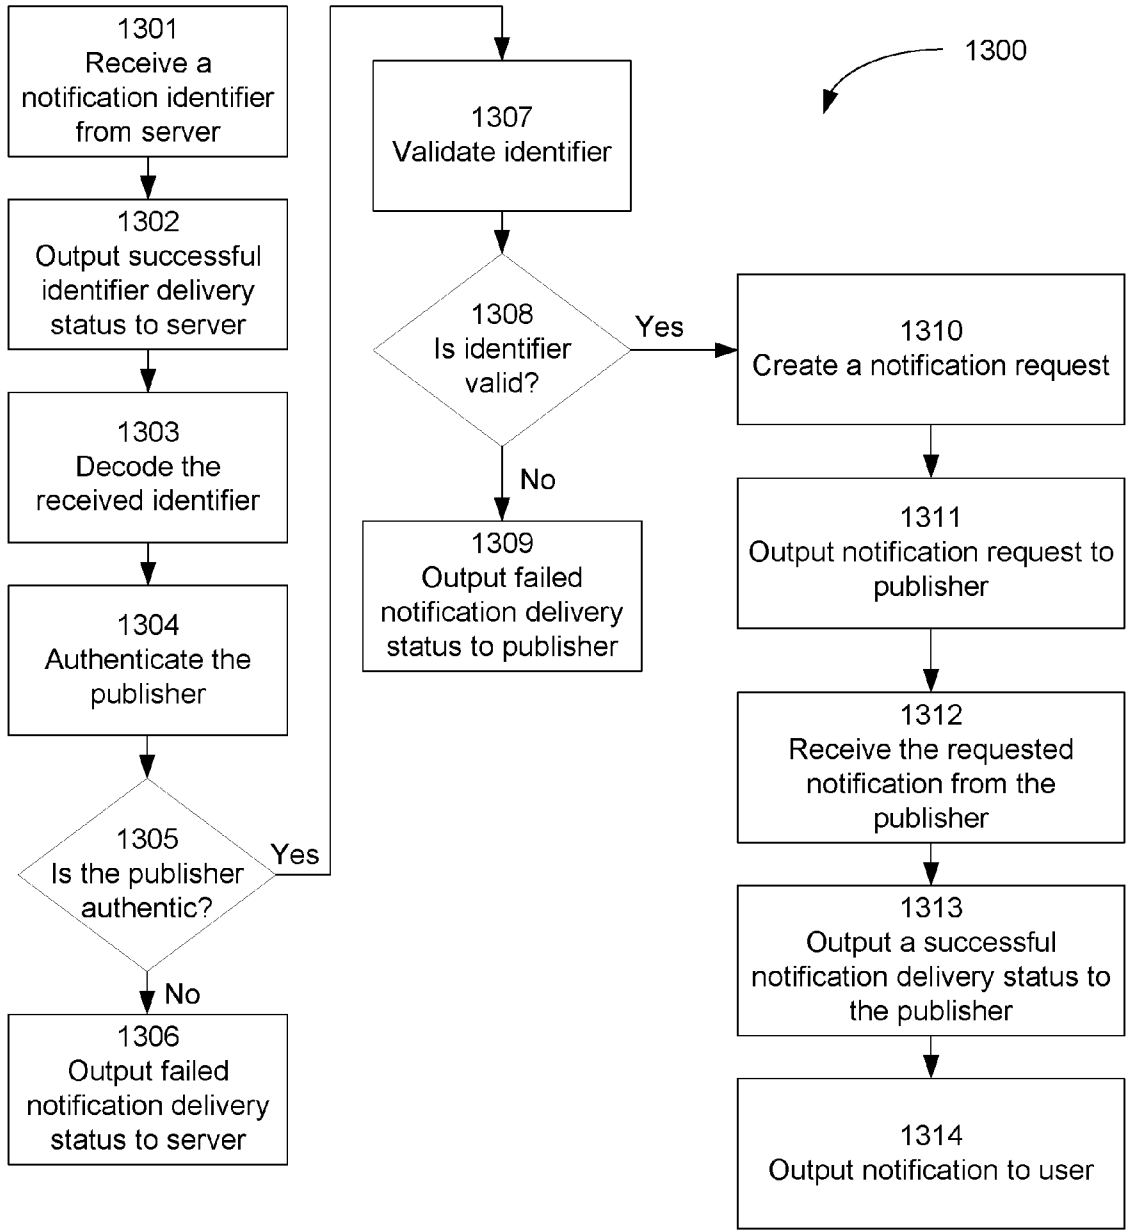 1301
Receive a
notification identifier
from server
1302
Output successful
identifier delivery
status to server
1303
Decode the
received identifier
1304
Authenticate the
publisher
1305
Is the publisher
authentic?
Yes
No
1306
Output failed
notification delivery
status to server
1307
Validate identifier
1308
Is identifier
valid?
Yes
No
1309
Output failed
notification delivery
status to publisher
1300
1310
Create a notification request
1311
Output notification request to
publisher
1312
Receive the requested
notification from the
publisher
1313
Output a successful
notification delivery status to
the publisher
1314
Output notification to user